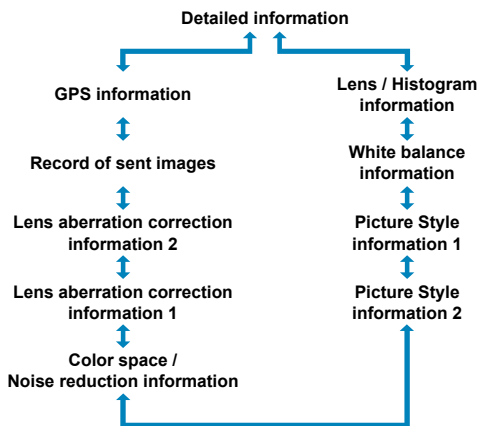 Detailed information
GPS information
Record of sent images
Lens aberration correction
information 2
Lens aberration correction
information 1
Color space /
Noise reduction information
Lens / Histogram
information
White balance
information
Picture Style
information 1
Picture Style
information 2